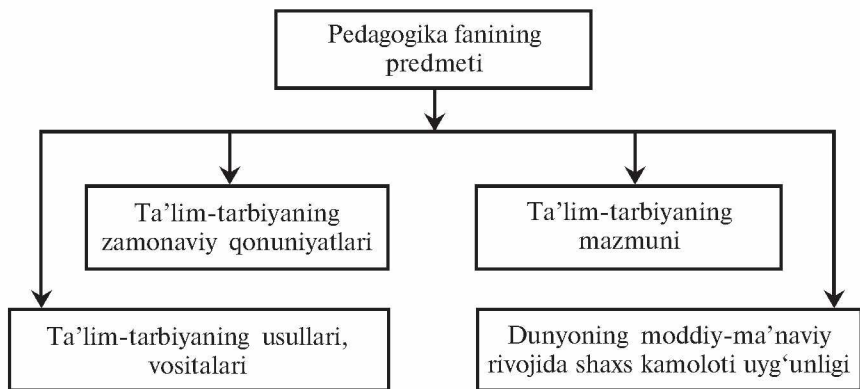 Pedagogika fanining
predmeti
Ta’lim-tarbiyaning
zamonaviy qonuniyatlari
Ta’lim-tarbiyaning
mazmuni
Ta’lim-tarbiyaning usullari,
vositalari
Dunyoning moddiy-ma’naviy
rivojida shaxs kamoloti uyg‘unligi